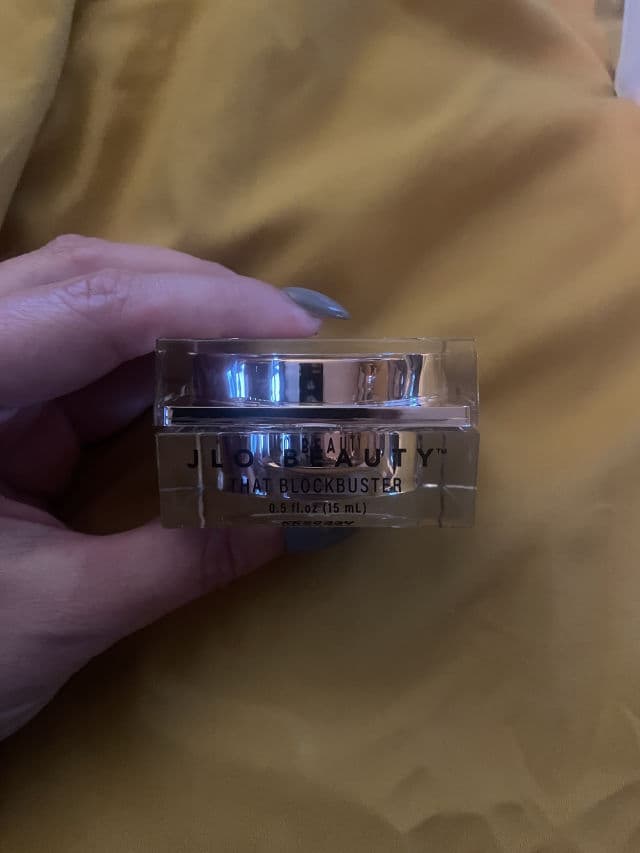 JLO BEAUTY™
THAT BLOCKBUSTER
0.5 fl.oz (15 mL)